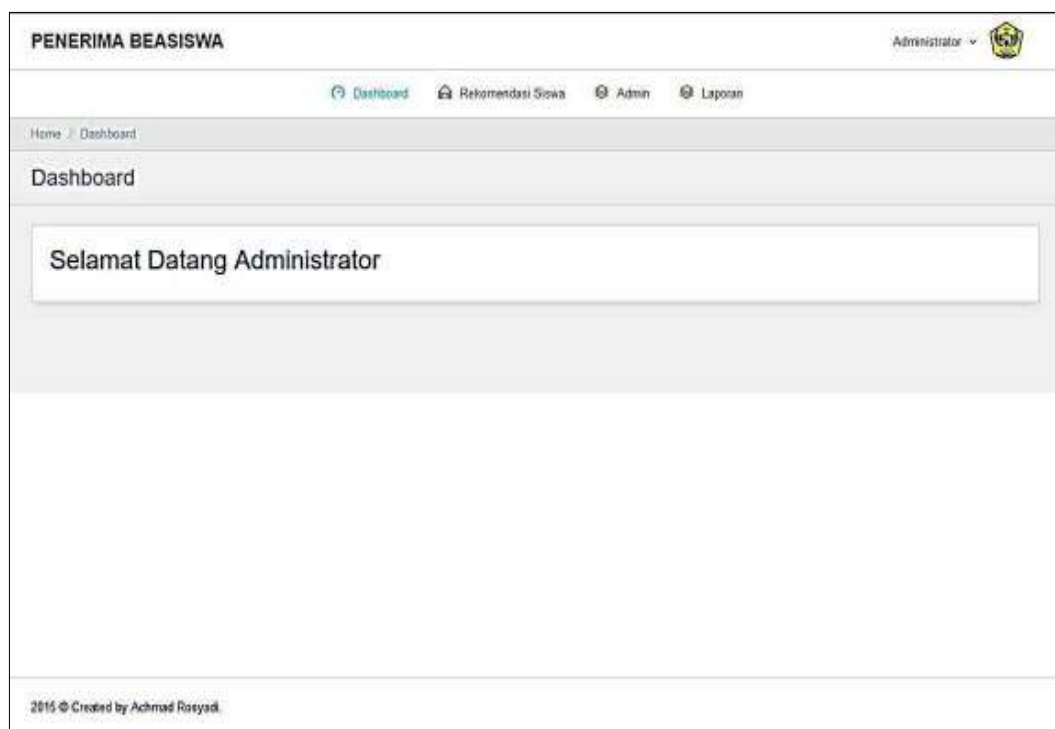 PENERIMA BEASISWA
Administrator
Dashboard Rekomendasi Siswa Admin Laporan
Home / Dashboard
Dashboard
Selamat Datang Administrator
2015 © Created by Achmad Rosyadi.